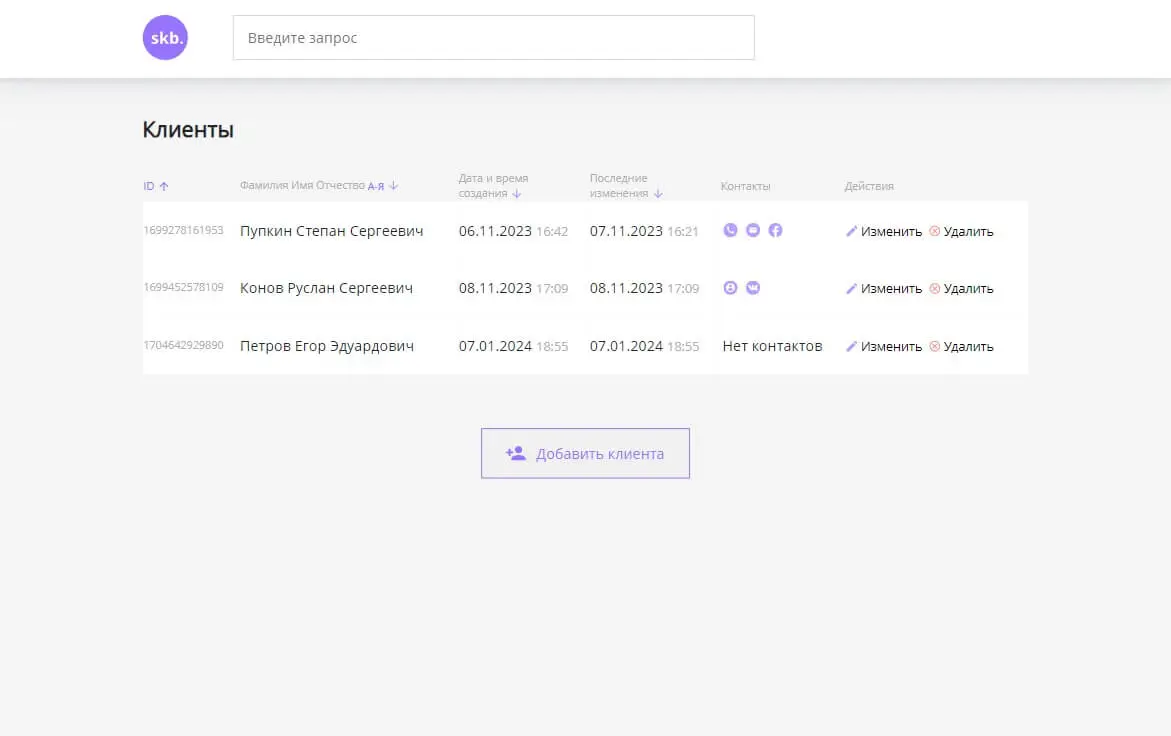 skb.
Введите запрос
Клиенты
ID Фамилия Имя Отчество А-Я Дата и время создания Последние изменения Контакты Действия
1699278161953 Пупкин Степан Сергеевич 06.11.2023 16:42 07.11.2023 16:21 Изменить Удалить
1699452578109 Конов Руслан Сергеевич 08.11.2023 17:09 08.11.2023 17:09 Изменить Удалить
1704642929890 Петров Егор Эдуардович 07.01.2024 18:55 07.01.2024 18:55 Нет контактов Изменить Удалить
Добавить клиента